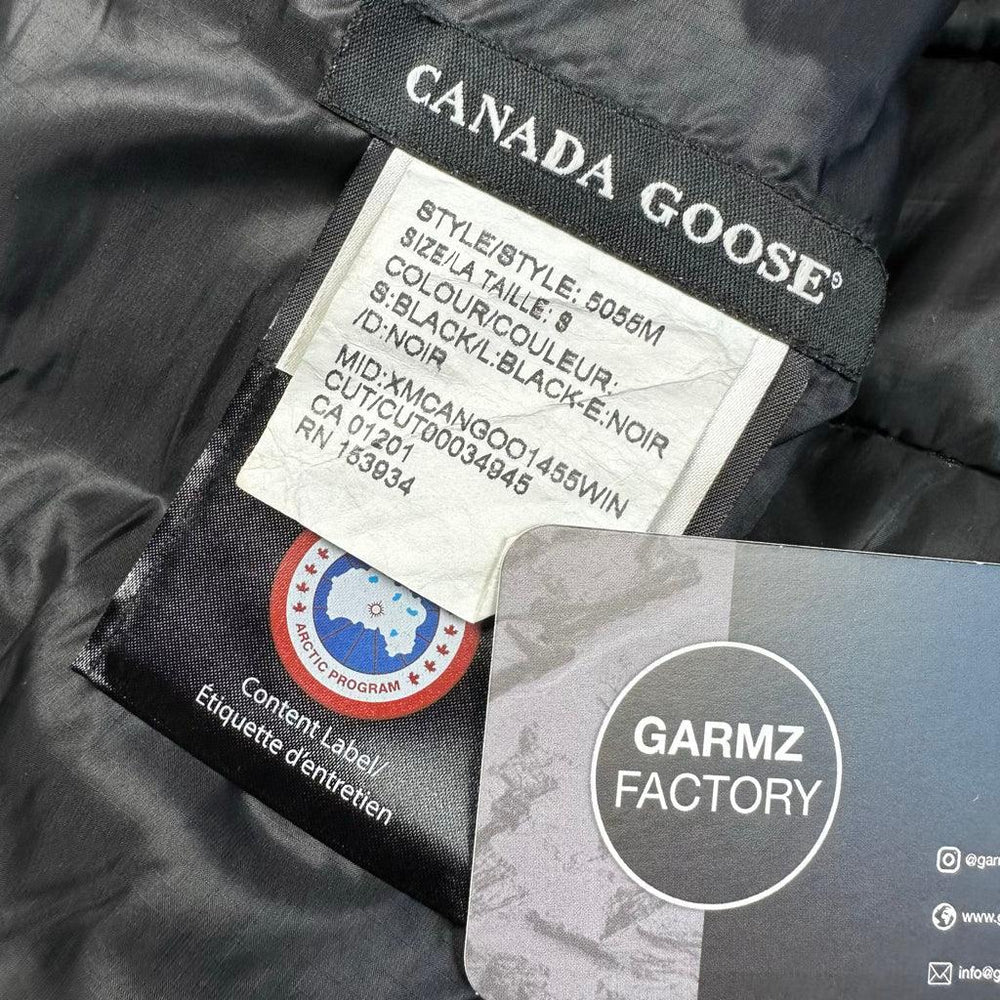 CANADA GOOSE®
STYLE/STYLE: 5055M
SIZE/LA TAILLE: S
COLOUR/COULEUR:
S:BLACK/L:BLACK-E:NOIR
/D:NOIR
MID:XMCANGOO1455WIN
CUT/CUT00034945
CA 01201
RN 153934
ARCTIC PROGRAM
Content Label/
Étiquette d'entretien
GARMZ
FACTORY
@gar
www.g
info@g